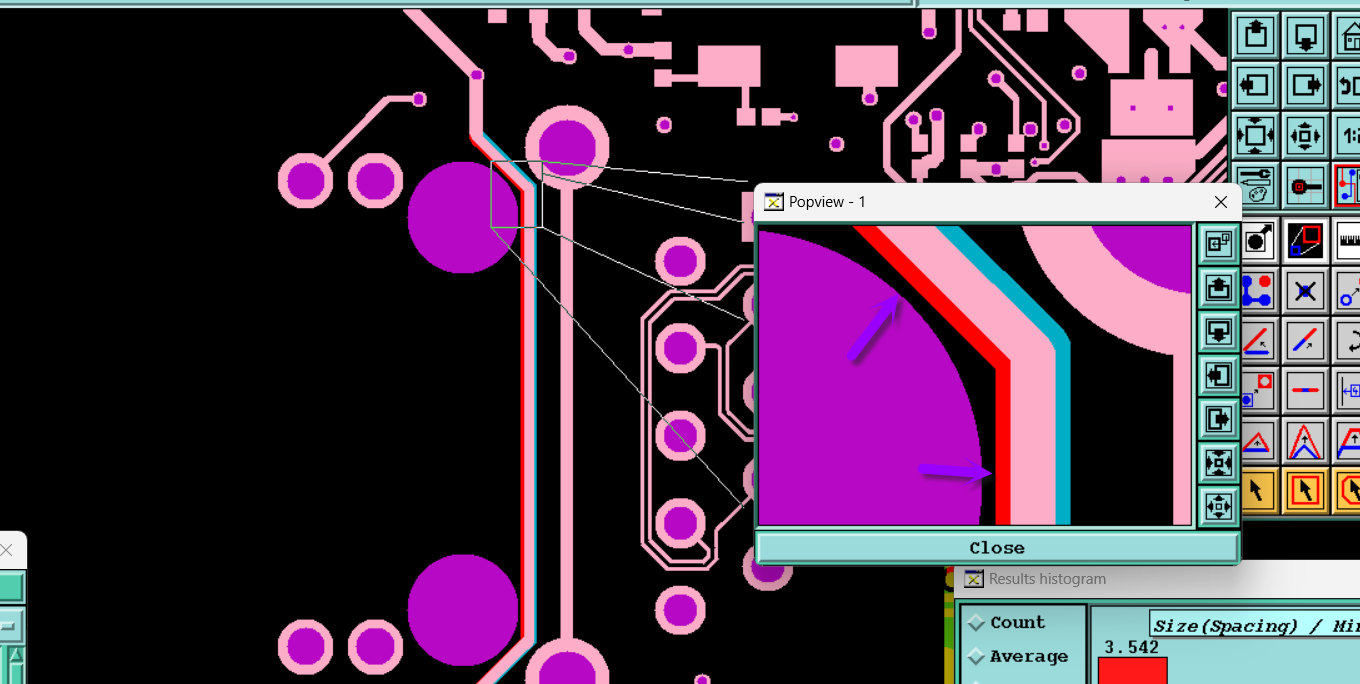 Popview - 1
1:
Close
Results histogram
Count
Size(Spacing) / Mi
3.542
Average